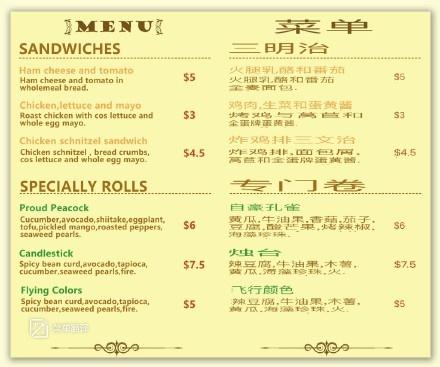 MENU
SANDWICHES
Ham cheese and tomato
Ham cheese and tomato in
wholemeal bread.
$5
Chicken,lettuce and mayo
Roast chicken with cos lettuce and
whole egg mayo.
$3
Chicken schnitzel sandwich
Chicken schnitzel , bread crumbs,
cos lettuce and whole egg mayo.
$4.5
SPECIALLY ROLLS
Proud Peacock
Cucumber,avocado,shiitake,eggplant,
tofu,pickled mango,roasted peppers,
seaweed pearls.
$6
Candlestick
Spicy bean curd,avocado,tapioca,
cucumber,seaweed pearls,fire.
$7.5
Flying Colors
Spicy bean curd,avocado,tapioca,
cucumber,seaweed pearls,fire.
$5
菜单
三明治
火腿乳酪和番茄
火腿乳酪和番茄
全麦面包.
$5
鸡肉,生菜和蛋黄酱
烤鸡与莴苣和
全蛋蛋黄酱.
$3
炸鸡排三文治
炸鸡排,面包屑,
莴苣和全蛋蛋黄酱.
$4.5
专门卷
自豪孔雀
黄瓜,牛油果,香菇,茄子,
豆腐,酸芒果,烤辣椒,
海藻珍珠.
$6
烛台
辣豆腐,牛油果,木薯,
黄瓜,海藻珍珠,火.
$7.5
飞行颜色
辣豆腐,牛油果,木薯,
黄瓜,海藻珍珠,火.
$5